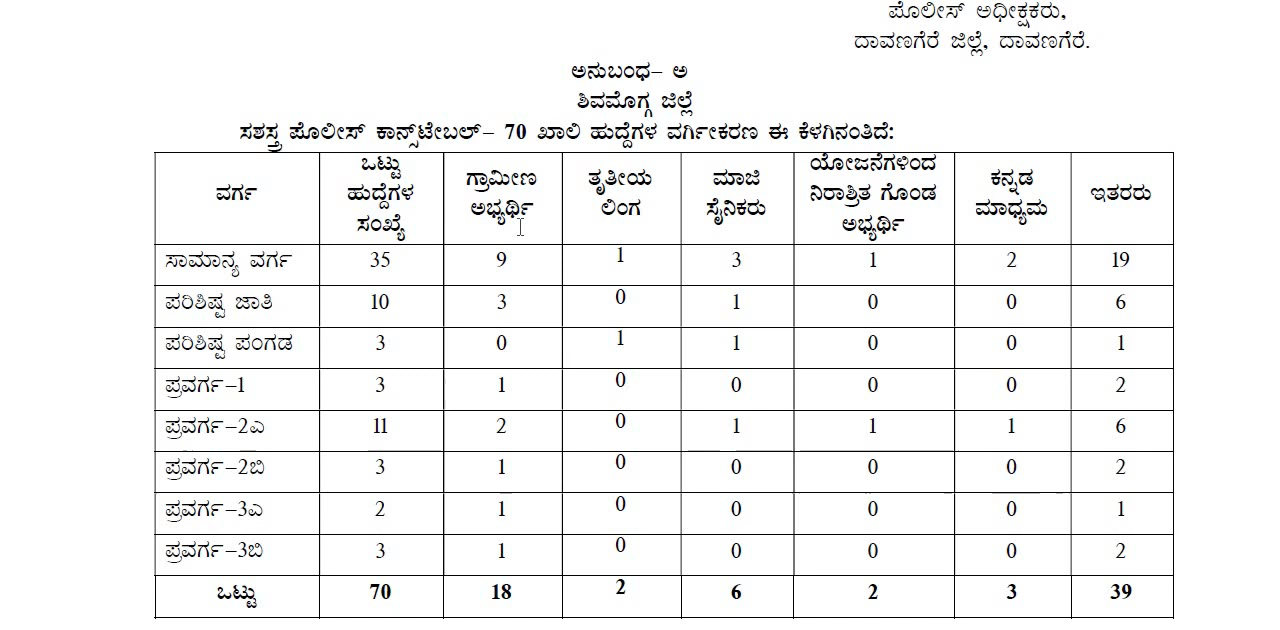 ಪೊಲೀಸ್ ಅಧೀಕ್ಷಕರು,
ದಾವಣಗೆರೆ ಜಿಲ್ಲೆ, ದಾವಣಗೆರೆ.
ಅನುಬಂಧ– ಅ
ಶಿವಮೊಗ್ಗ ಜಿಲ್ಲೆ
ಸಶಸ್ತ್ರ ಪೊಲೀಸ್ ಕಾನ್ಸ್‌ಟೇಬಲ್– 70 ಖಾಲಿ ಹುದ್ದೆಗಳ ವರ್ಗೀಕರಣ ಈ ಕೆಳಗಿನಂತಿದೆ:
ವರ್ಗ ಒಟ್ಟು ಹುದ್ದೆಗಳ ಸಂಖ್ಯೆ ಗ್ರಾಮೀಣ ಅಭ್ಯರ್ಥಿ ತೃತೀಯ ಲಿಂಗ ಮಾಜಿ ಸೈನಿಕರು ಯೋಜನೆಗಳಿಂದ ನಿರಾಶ್ರಿತ ಗೊಂಡ ಅಭ್ಯರ್ಥಿ ಕನ್ನಡ ಮಾಧ್ಯಮ ಇತರರು
ಸಾಮಾನ್ಯ ವರ್ಗ 35 9 1 3 1 2 19
ಪರಿಶಿಷ್ಟ ಜಾತಿ 10 3 0 1 0 0 6
ಪರಿಶಿಷ್ಟ ಪಂಗಡ 3 0 1 1 0 0 1
ಪ್ರವರ್ಗ–1 3 1 0 0 0 0 2
ಪ್ರವರ್ಗ–2ಎ 11 2 0 1 1 1 6
ಪ್ರವರ್ಗ–2ಬಿ 3 1 0 0 0 0 2
ಪ್ರವರ್ಗ–3ಎ 2 1 0 0 0 0 1
ಪ್ರವರ್ಗ–3ಬಿ 3 1 0 0 0 0 2
ಒಟ್ಟು 70 18 2 6 2 3 39